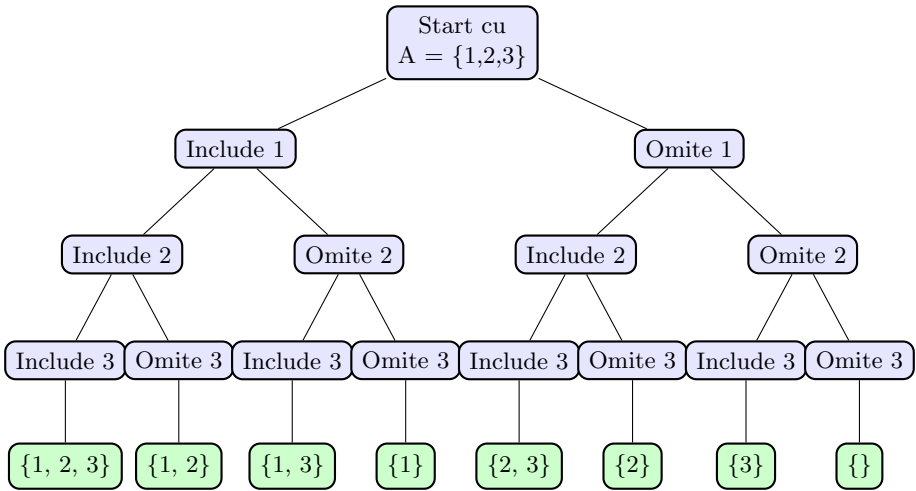 Start cu
A = {1,2,3}
Include 1
Omite 1
Include 2
Omite 2
Include 2
Omite 2
Include 3
Omite 3
Include 3
Omite 3
Include 3
Omite 3
Include 3
Omite 3
{1, 2, 3}
{1, 2}
{1, 3}
{1}
{2, 3}
{2}
{3}
{}